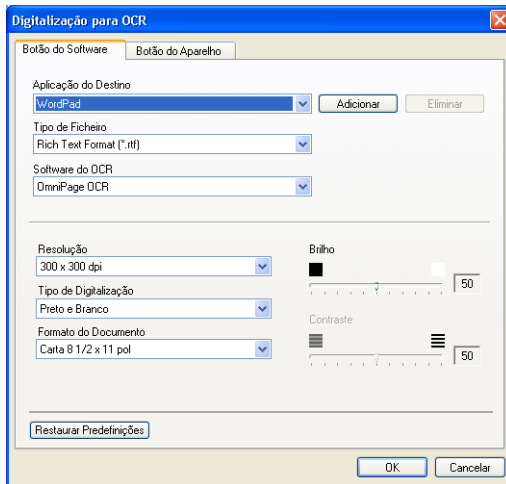 Digitalização para OCR
Botão do Software
Botão do Aparelho
Aplicação do Destino
WordPad
Adicionar
Eliminar
Tipo de Ficheiro
Rich Text Format (*.rtf)
Software do OCR
OmniPage OCR
Resolução
300 x 300 dpi
Tipo de Digitalização
Preto e Branco
Formato do Documento
Carta 8 1/2 x 11 pol
Brilho
50
Contraste
50
Restaurar Predefinições
OK
Cancelar